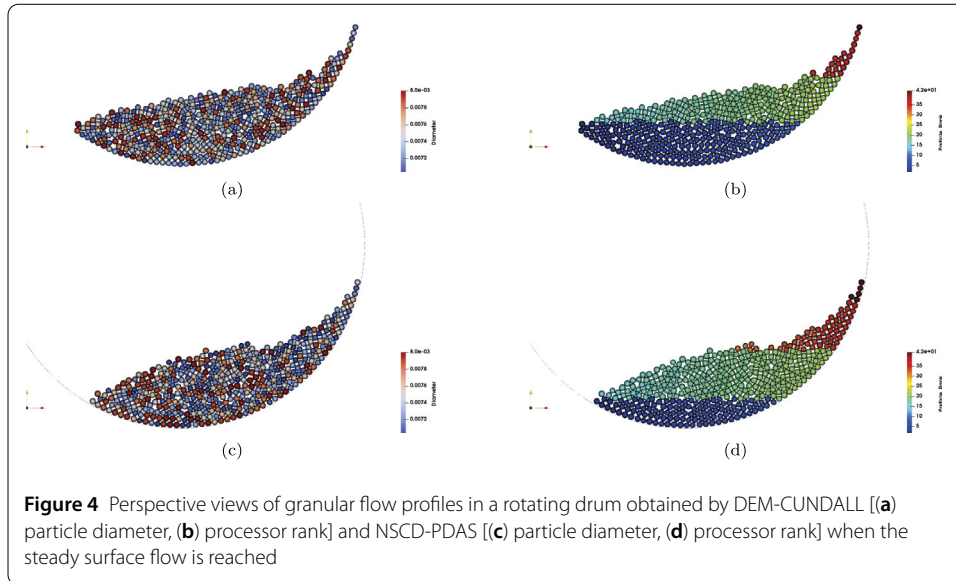 8.0e-03
0.0078
0.0076
0.0074
0.0072
Diameter
4.2e+01
35
30
25
20
15
10
5
(a)
(b)
8.0e-03
0.0078
0.0076
0.0074
0.0072
Diameter
4.2e+01
35
30
25
20
15
10
5
(c)
(d)
Figure 4 Perspective views of granular flow profiles in a rotating drum obtained by DEM-CUNDALL [(a)
particle diameter, (b) processor rank] and NSCD-PDAS [(c) particle diameter, (d) processor rank] when the
steady surface flow is reached